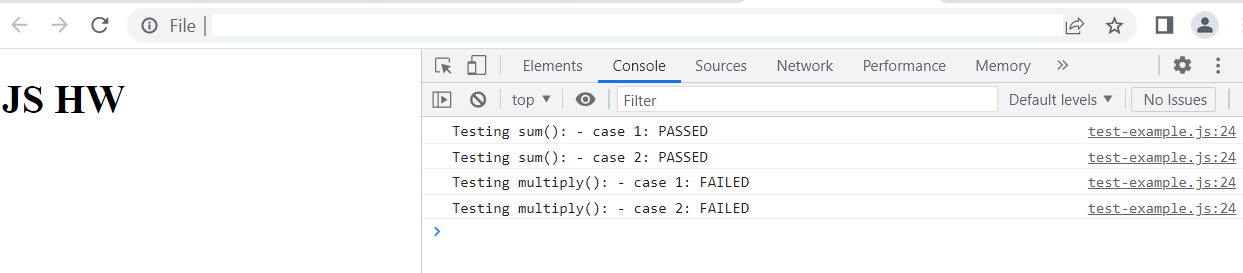 File
JS HW
Elements Console Sources Network Performance Memory »
top ▼ Filter Default levels ▼ No Issues
Testing sum(): - case 1: PASSED test-example.js:24
Testing sum(): - case 2: PASSED test-example.js:24
Testing multiply(): - case 1: FAILED test-example.js:24
Testing multiply(): - case 2: FAILED test-example.js:24